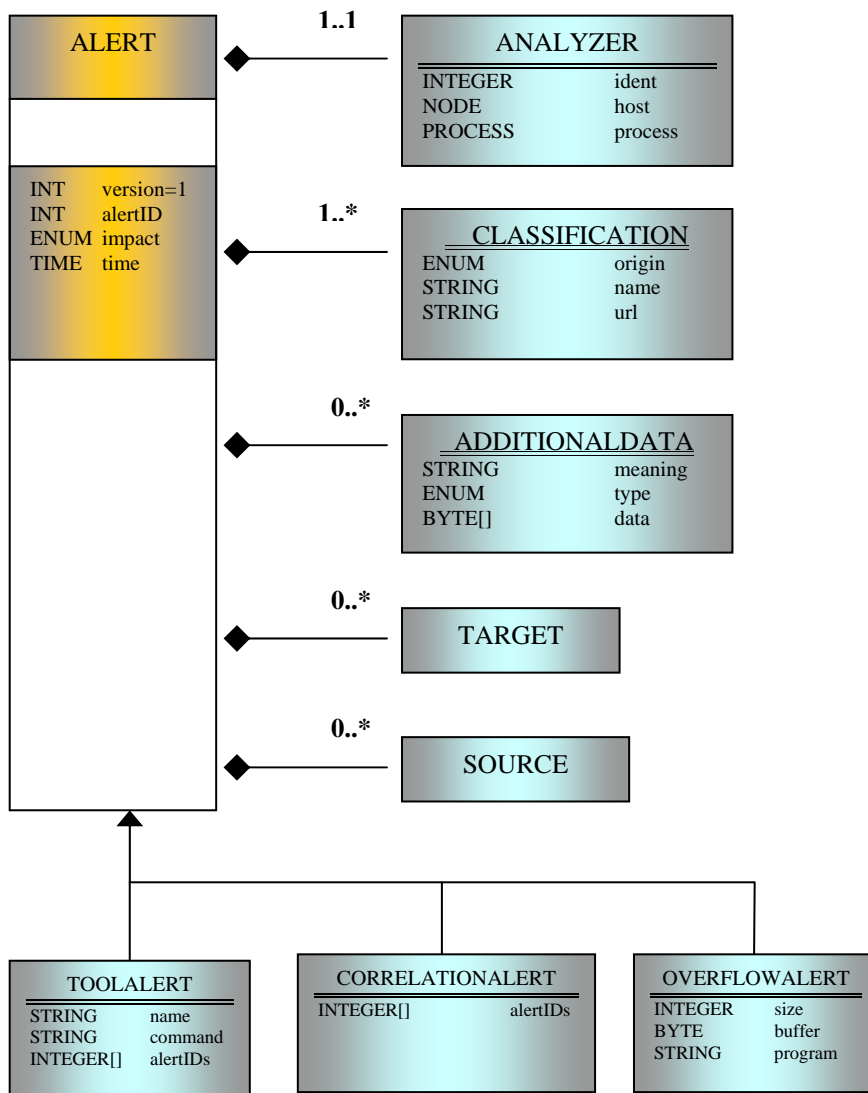 ALERT
INT version=1
INT alertID
ENUM impact
TIME time
1..1
ANALYZER
INTEGER ident
NODE host
PROCESS process
1..*
CLASSIFICATION
ENUM origin
STRING name
STRING url
0..*
ADDITIONALDATA
STRING meaning
ENUM type
BYTE[] data
0..*
TARGET
0..*
SOURCE
TOOLALERT
STRING name
STRING command
INTEGER[] alertIDs
CORRELATIONALERT
INTEGER[] alertIDs
OVERFLOWALERT
INTEGER size
BYTE buffer
STRING program